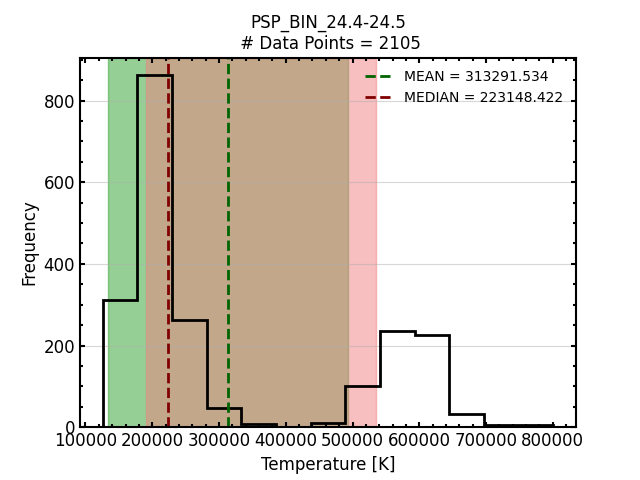 PSP_BIN_24.4-24.5
# Data Points = 2105
MEAN = 313291.534
MEDIAN = 223148.422
Frequency
800
600
400
200
0
100000 200000 300000 400000 500000 600000 700000 800000
Temperature [K]